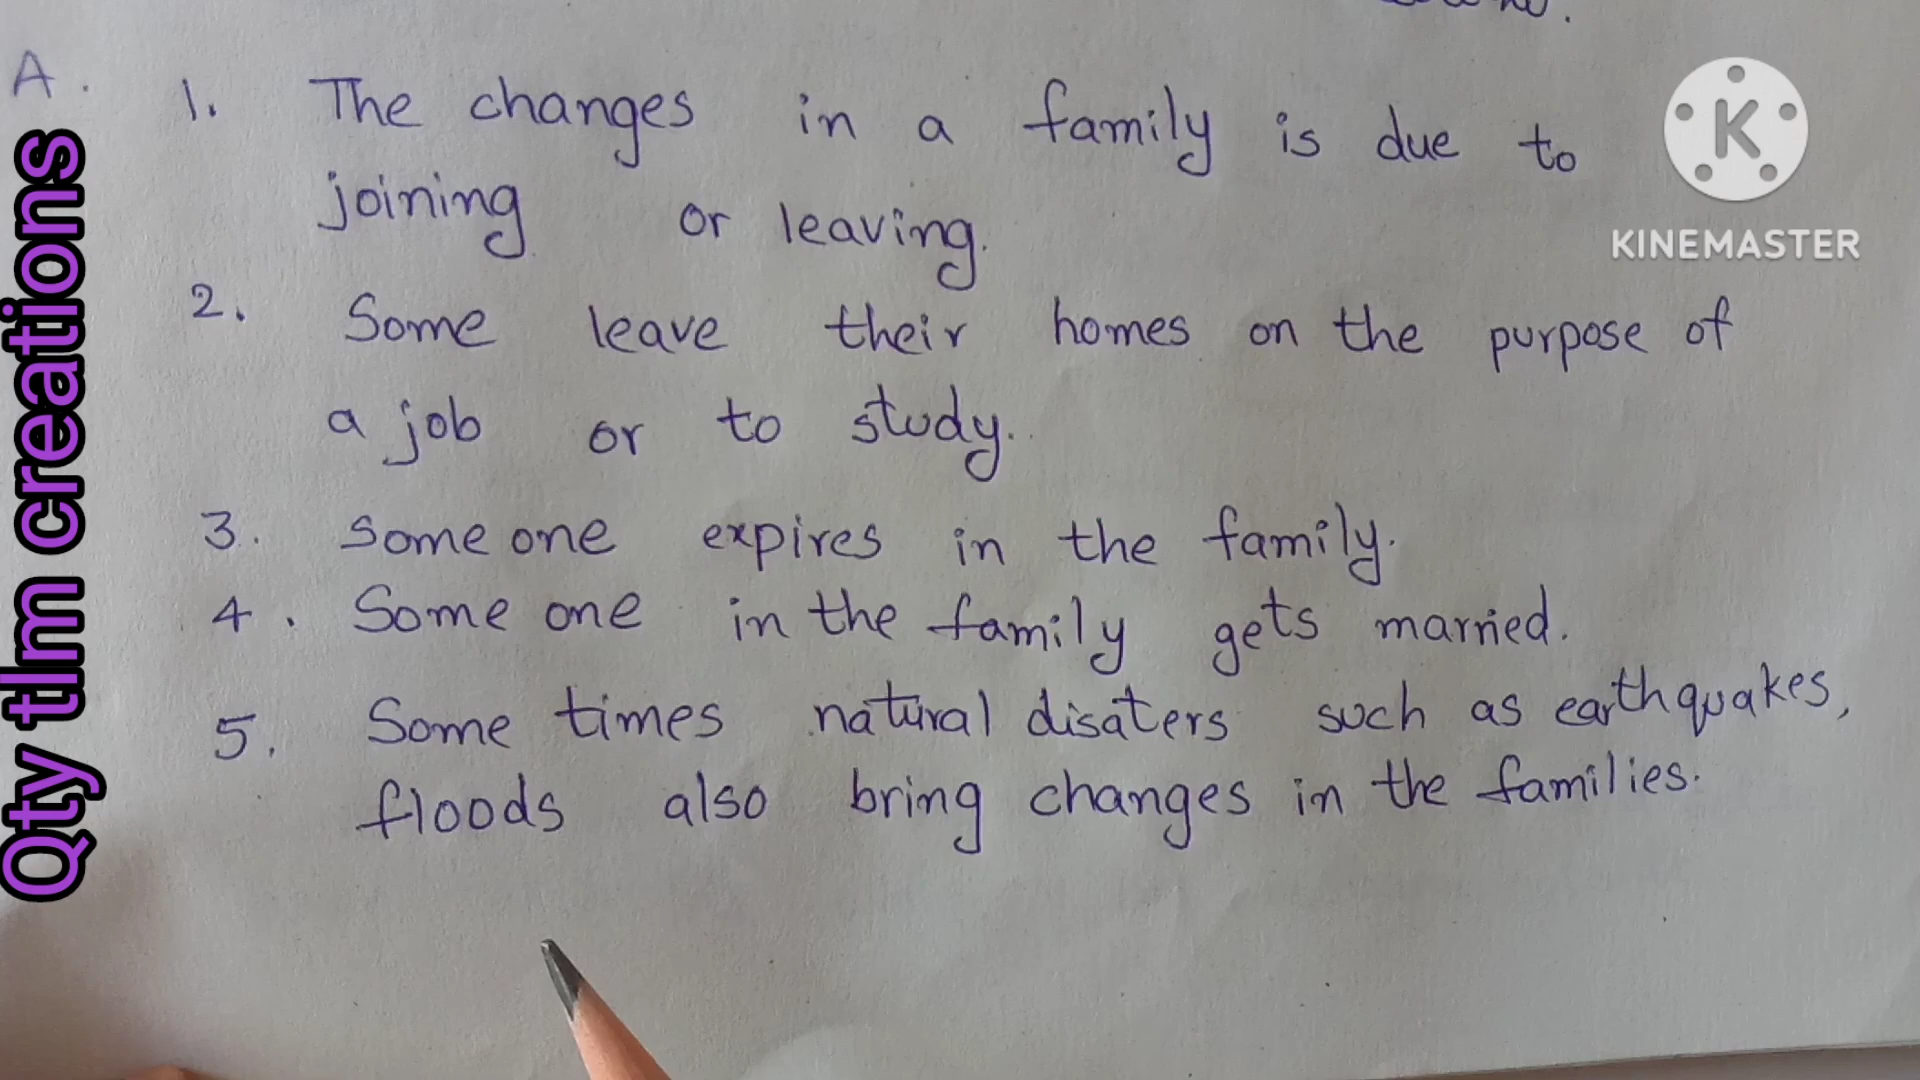 A. 1. The changes in a family is due to
joining or leaving.
2. Some leave their homes on the purpose of
a job or to study.
3. Some one expires in the family.
4. Some one in the family gets married.
5. Some times natural disaters such as earthquakes,
floods also bring changes in the families.
Qty tlm creations
K
KINEMASTER